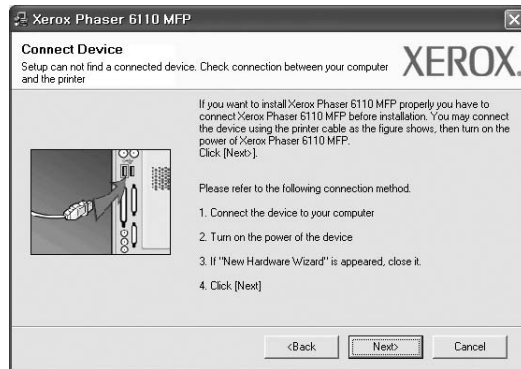 Xerox Phaser 6110 MFP
Connect Device
Setup can not find a connected device. Check connection between your computer
and the printer
XEROX.
If you want to install Xerox Phaser 6110 MFP properly you have to
connect Xerox Phaser 6110 MFP before installation. You may connect
the device using the printer cable as the figure shows, then turn on the
power of Xerox Phaser 6110 MFP.
Click [Next>].
Please refer to the following connection method.
1. Connect the device to your computer
2. Turn on the power of the device
3. If "New Hardware Wizard" is appeared, close it.
4. Click [Next]
<Back
Next>
Cancel